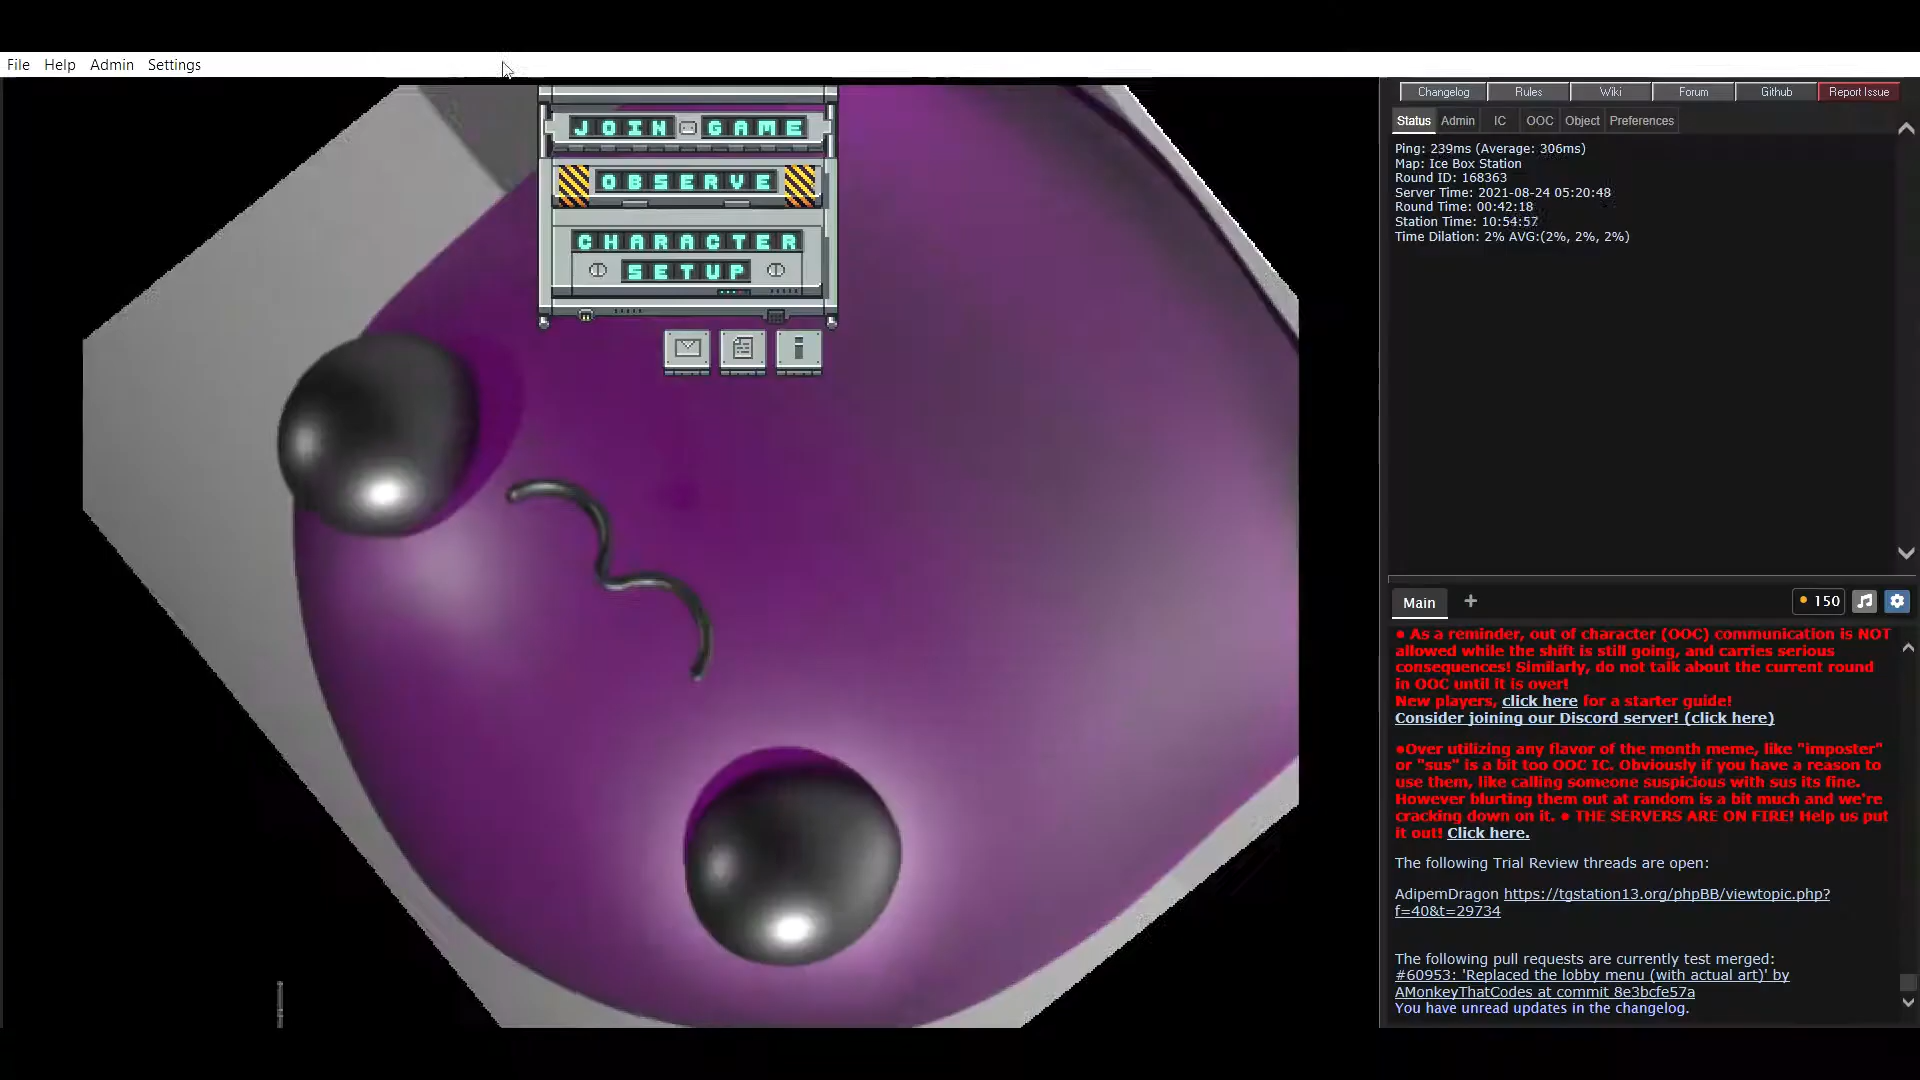 File Help Admin Settings
JOIN GAME
OBSERVE
CHARACTER
SETUP
Changelog Rules Wiki Forum Github Report Issue
Status Admin IC OOC Object Preferences
Ping: 239ms (Average: 306ms)
Map: Ice Box Station
Round ID: 168363
Server Time: 2021-08-24 05:20:48
Round Time: 00:42:18
Station Time: 10:54:57
Time Dilation: 2% AVG:(2%, 2%, 2%)
Main + 150
● As a reminder, out of character (OOC) communication is NOT
allowed while the shift is still going, and carries serious
consequences! Similarly, do not talk about the current round
in OOC until it is over!
New players, click here for a starter guide!
Consider joining our Discord server! (click here)
●Over utilizing any flavor of the month meme, like "imposter"
or "sus" is a bit too OOC IC. Obviously if you have a reason to
use them, like calling someone suspicious with sus its fine.
However blurting them out at random is a bit much and we're
cracking down on it. ● THE SERVERS ARE ON FIRE! Help us put
it out! Click here.
The following Trial Review threads are open:
AdipemDragon https://tgstation13.org/phpBB/viewtopic.php?
f=40&t=29734
The following pull requests are currently test merged:
#60953: 'Replaced the lobby menu (with actual art)' by
AMonkeyThatCodes at commit 8e3bcfe57a
You have unread updates in the changelog.